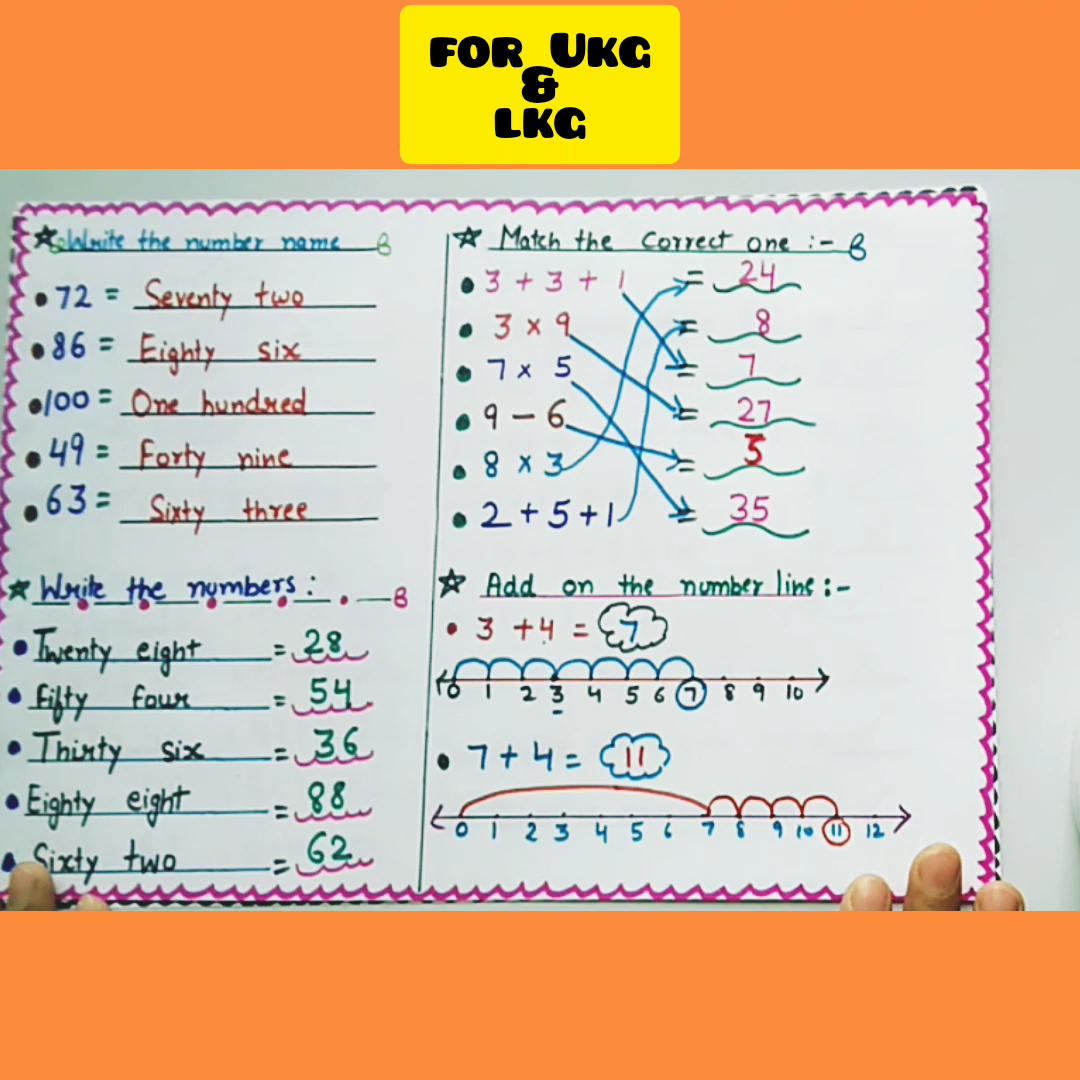 FOR UKG
&
LKG
Write the number name
72 = Seventy two
86 = Eighty six
100 = One hundred
49 = Forty nine
63 = Sixty three
Write the numbers :
Twenty eight = 28
Fifty four = 54
Thirty six = 36
Eighty eight = 88
Sixty two = 62
Match the correct one :-
3 + 3 + 1 = 24
3 × 9 = 8
7 × 5 = 7
9 - 6 = 27
8 × 3 = 3
2 + 5 + 1 = 35
Add on the number line :-
3 + 4 = 7
0 1 2 3 4 5 6 7 8 9 10
7 + 4 = 11
0 1 2 3 4 5 6 7 8 9 10 11 12